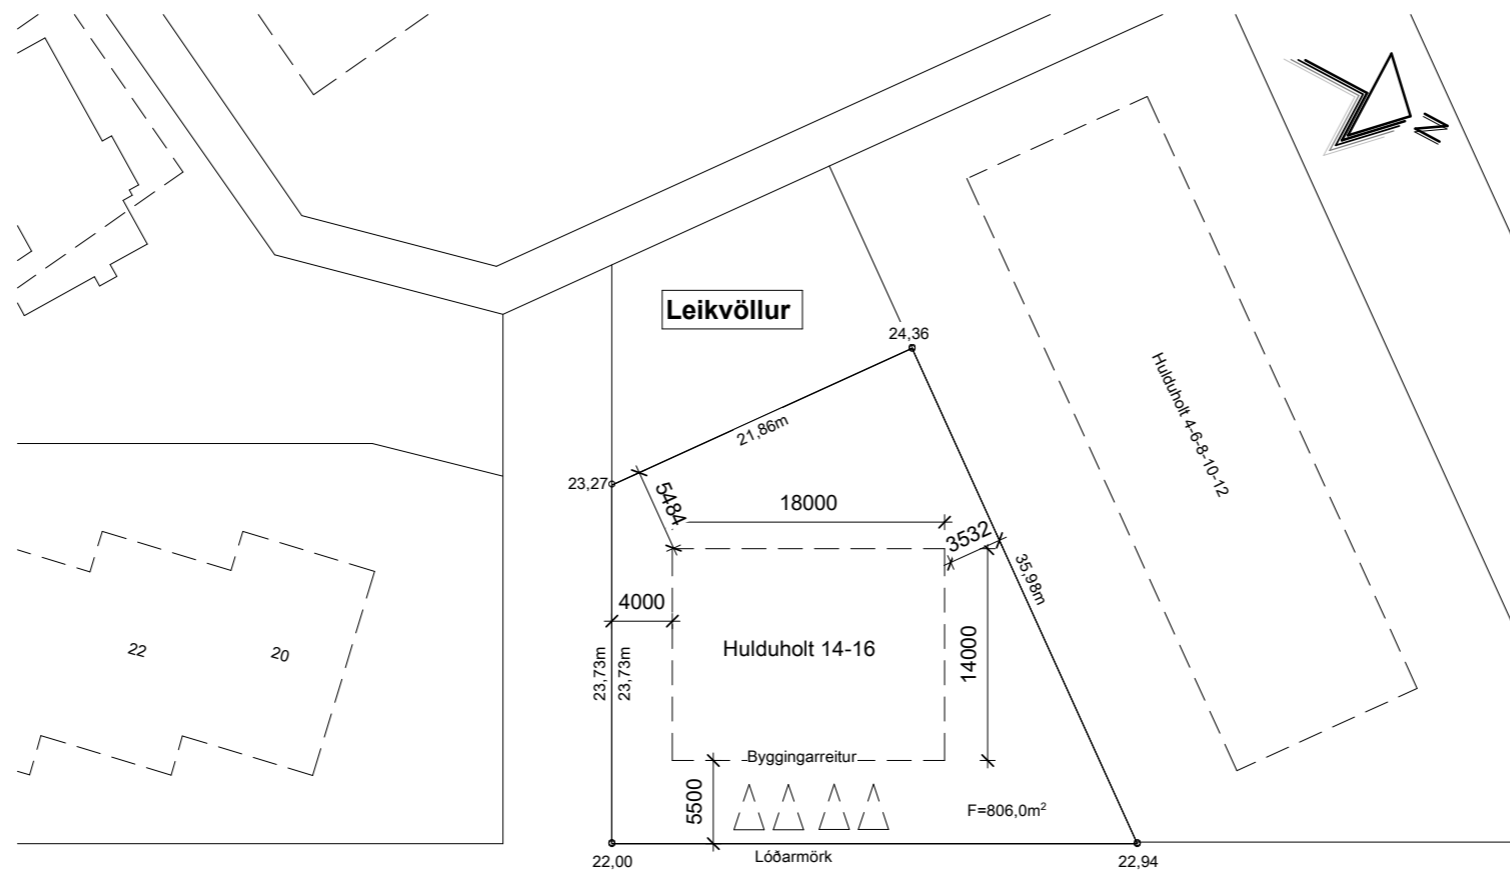 N
Leikvöllur
24,36
Hulduholt 4-6-8-10-12
21,86m
23,27
5484
18000
3532
35,98m
4000
Hulduholt 14-16
14000
22
20
23,73m
23,73m
Byggingarreitur
5500
F=806,0m²
Lóðarmörk
22,00
22,94